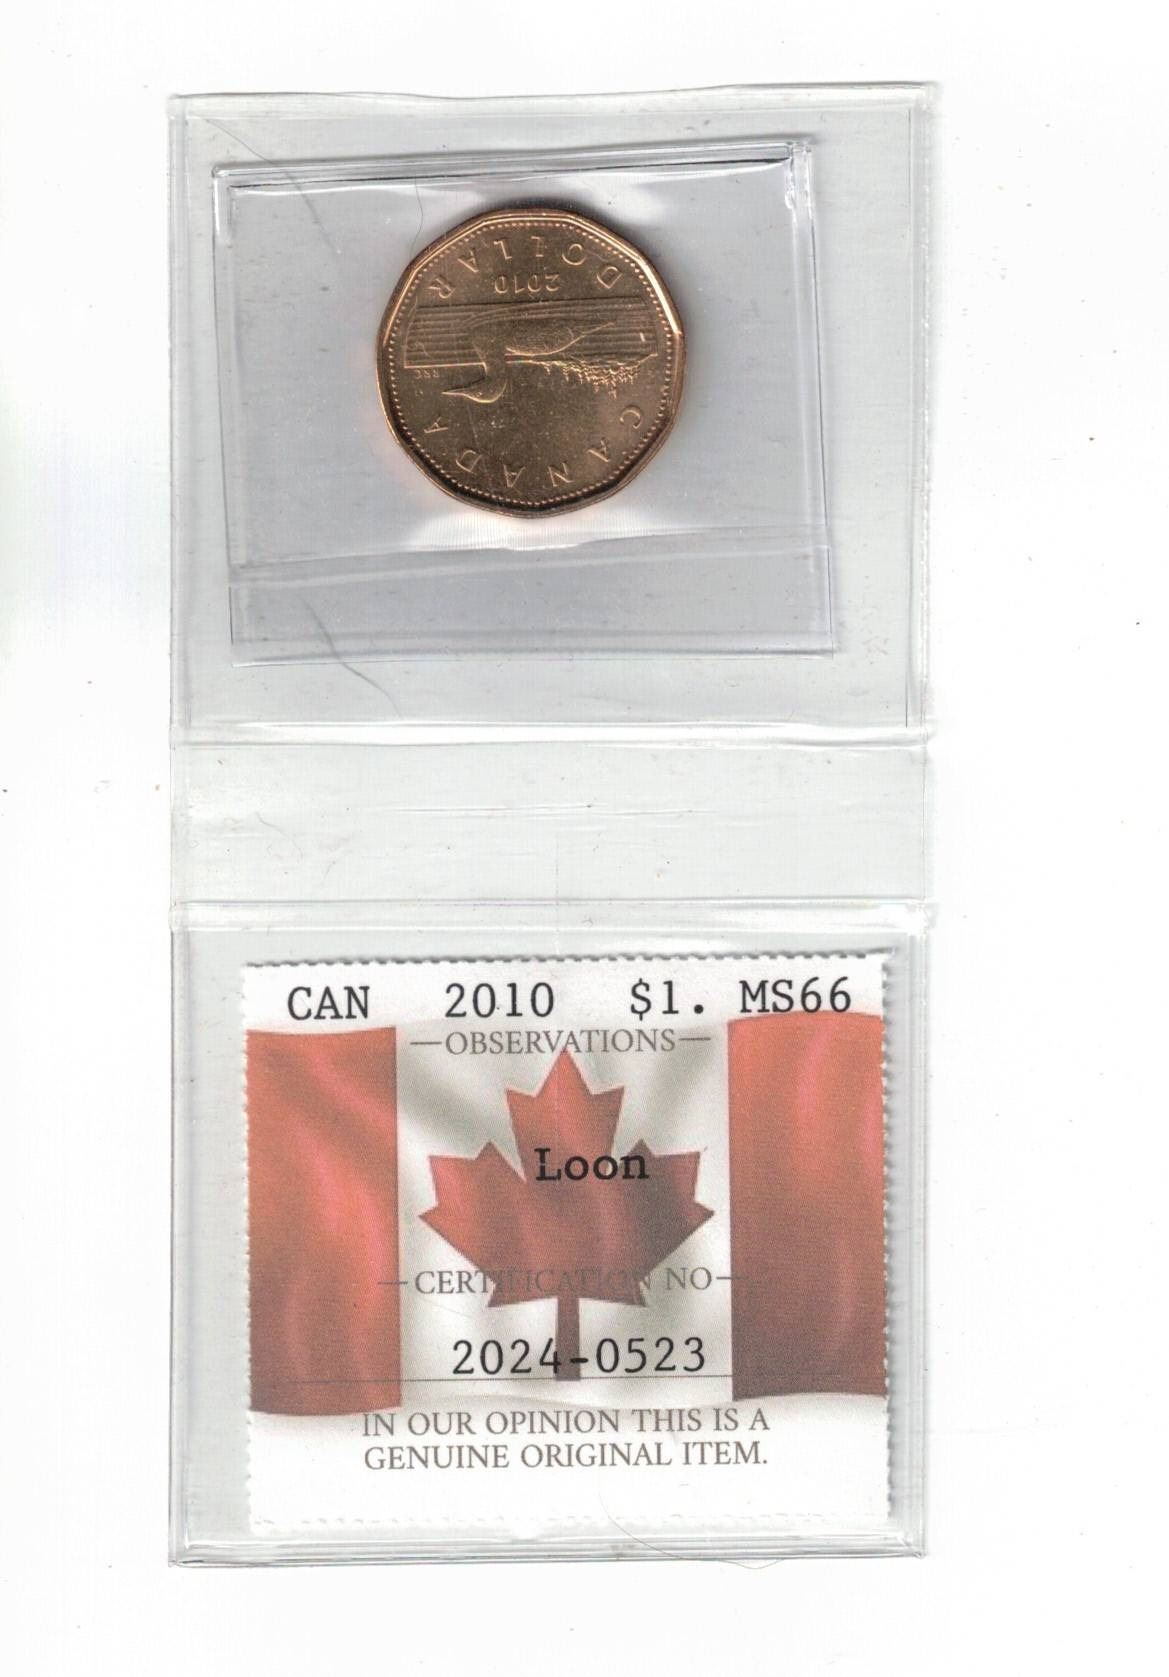 DOLLAR
2010
RRC
CANADA
CAN 2010 $1. MS66
—OBSERVATIONS—
Loon
—CERTIFICATION NO—
2024-0523
IN OUR OPINION THIS IS A
GENUINE ORIGINAL ITEM.